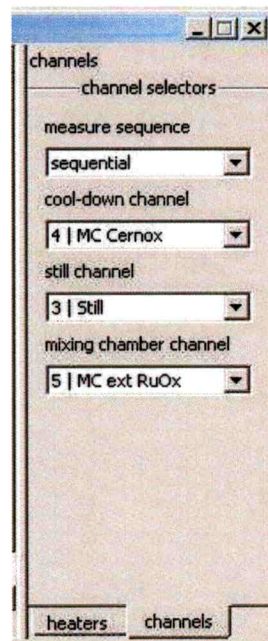 channels
channel selectors
measure sequence
sequential
cool-down channel
4 | MC Cernox
still channel
3 | Still
mixing chamber channel
5 | MC ext RuOx
heaters channels